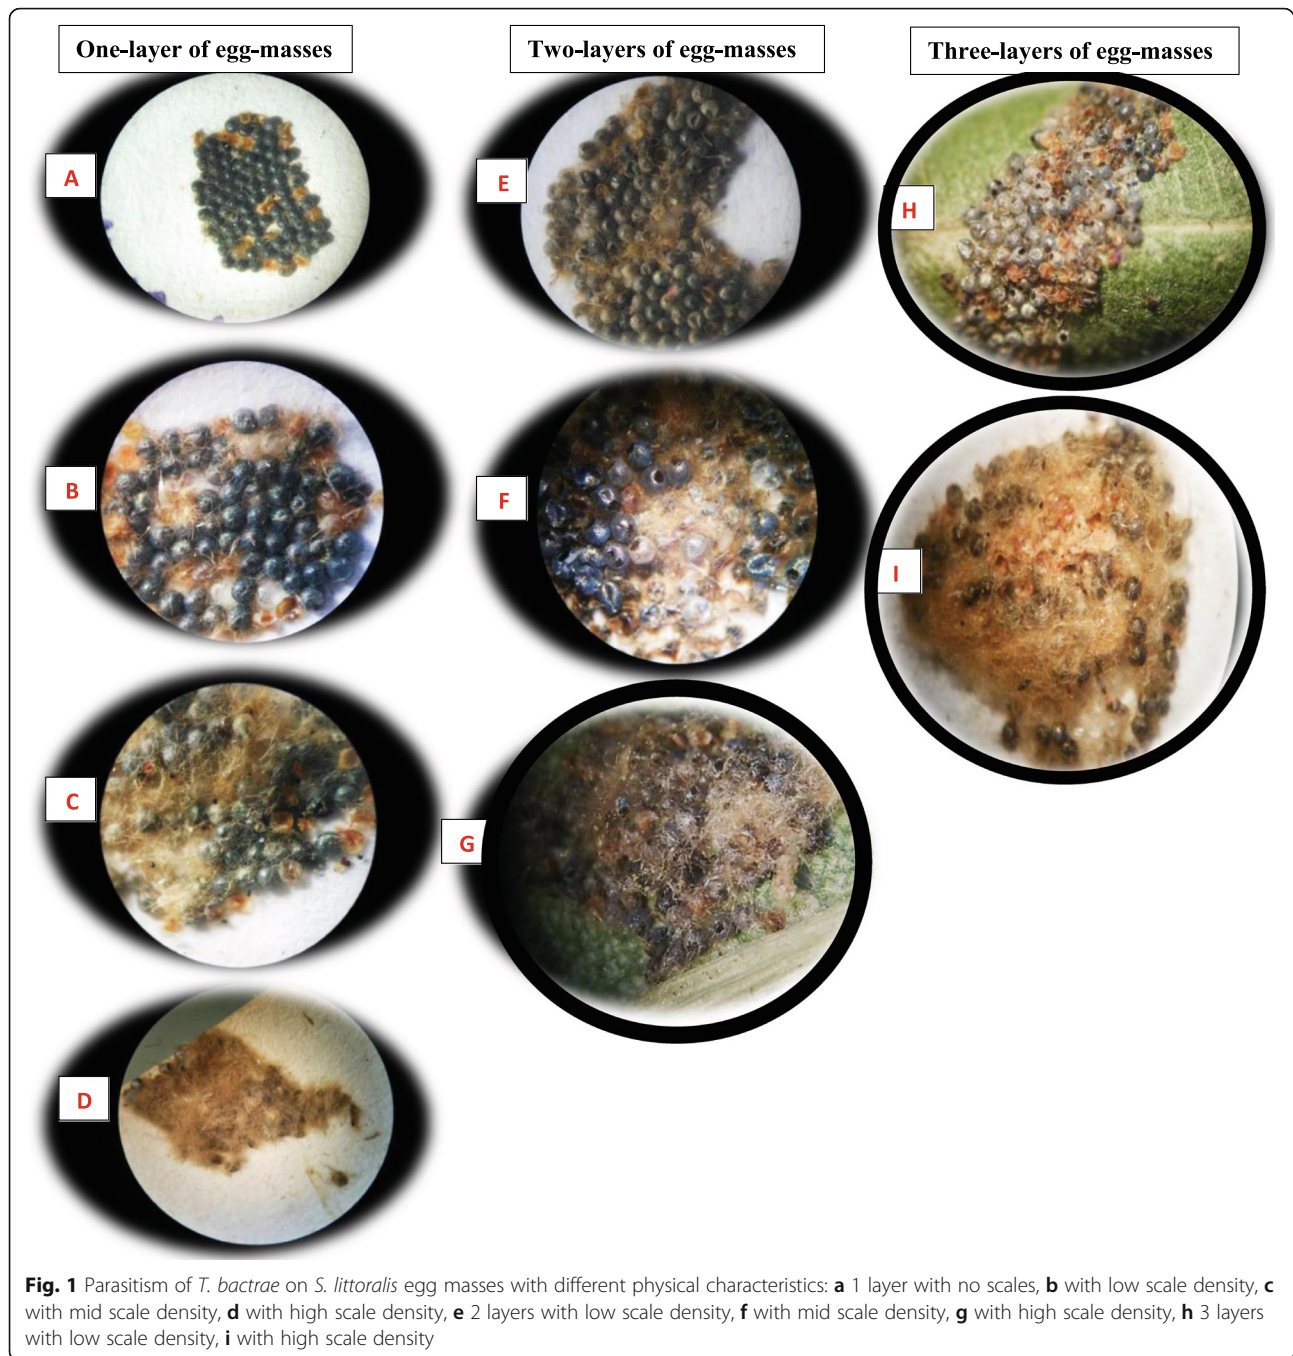 One-layer of egg-masses
Two-layers of egg-masses
Three-layers of egg-masses
A
E
H
B
F
I
C
G
D
Fig. 1 Parasitism of T. bactrae on S. littoralis egg masses with different physical characteristics: a 1 layer with no scales, b with low scale density, c
with mid scale density, d with high scale density, e 2 layers with low scale density, f with mid scale density, g with high scale density, h 3 layers
with low scale density, i with high scale density